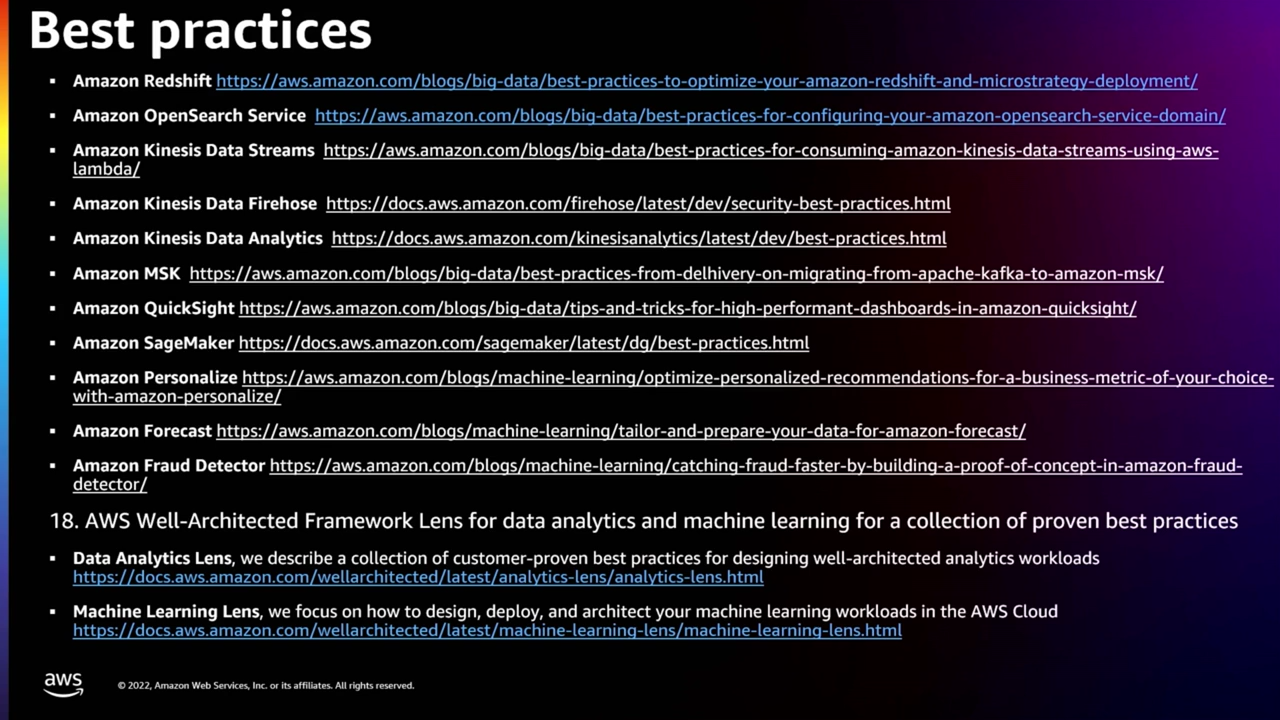 Best practices
▪ Amazon Redshift https://aws.amazon.com/blogs/big-data/best-practices-to-optimize-your-amazon-redshift-and-microstrategy-deployment/
▪ Amazon OpenSearch Service https://aws.amazon.com/blogs/big-data/best-practices-for-configuring-your-amazon-opensearch-service-domain/
▪ Amazon Kinesis Data Streams https://aws.amazon.com/blogs/big-data/best-practices-for-consuming-amazon-kinesis-data-streams-using-aws-
lambda/
▪ Amazon Kinesis Data Firehose https://docs.aws.amazon.com/firehose/latest/dev/security-best-practices.html
▪ Amazon Kinesis Data Analytics https://docs.aws.amazon.com/kinesisanalytics/latest/dev/best-practices.html
▪ Amazon MSK https://aws.amazon.com/blogs/big-data/best-practices-from-delhivery-on-migrating-from-apache-kafka-to-amazon-msk/
▪ Amazon QuickSight https://aws.amazon.com/blogs/big-data/tips-and-tricks-for-high-performant-dashboards-in-amazon-quicksight/
▪ Amazon SageMaker https://docs.aws.amazon.com/sagemaker/latest/dg/best-practices.html
▪ Amazon Personalize https://aws.amazon.com/blogs/machine-learning/optimize-personalized-recommendations-for-a-business-metric-of-your-choice-
with-amazon-personalize/
▪ Amazon Forecast https://aws.amazon.com/blogs/machine-learning/tailor-and-prepare-your-data-for-amazon-forecast/
▪ Amazon Fraud Detector https://aws.amazon.com/blogs/machine-learning/catching-fraud-faster-by-building-a-proof-of-concept-in-amazon-fraud-
detector/
18. AWS Well-Architected Framework Lens for data analytics and machine learning for a collection of proven best practices
▪ Data Analytics Lens, we describe a collection of customer-proven best practices for designing well-architected analytics workloads
https://docs.aws.amazon.com/wellarchitected/latest/analytics-lens/analytics-lens.html
▪ Machine Learning Lens, we focus on how to design, deploy, and architect your machine learning workloads in the AWS Cloud
https://docs.aws.amazon.com/wellarchitected/latest/machine-learning-lens/machine-learning-lens.html
aws
© 2022, Amazon Web Services, Inc. or its affiliates. All rights reserved.